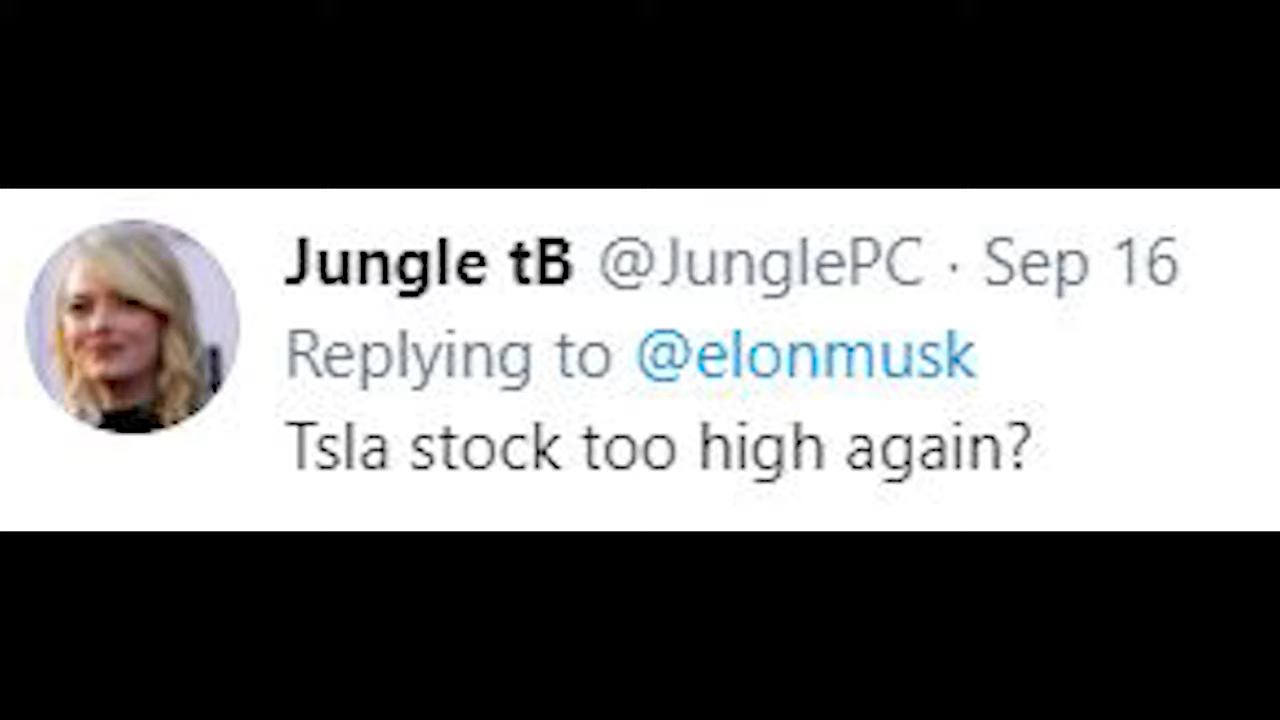 Jungle tB @JunglePC · Sep 16
Replying to @elonmusk
Tsla stock too high again?